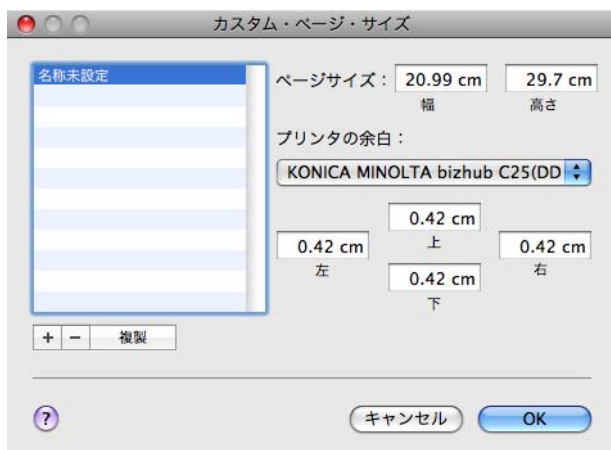 カスタム・ページ・サイズ
名称未設定
ページサイズ： 20.99 cm 29.7 cm
幅 高さ
プリンタの余白：
KONICA MINOLTA bizhub C25(DD
0.42 cm
上
0.42 cm 0.42 cm
左 右
0.42 cm
下
+ − 複製
? キャンセル OK